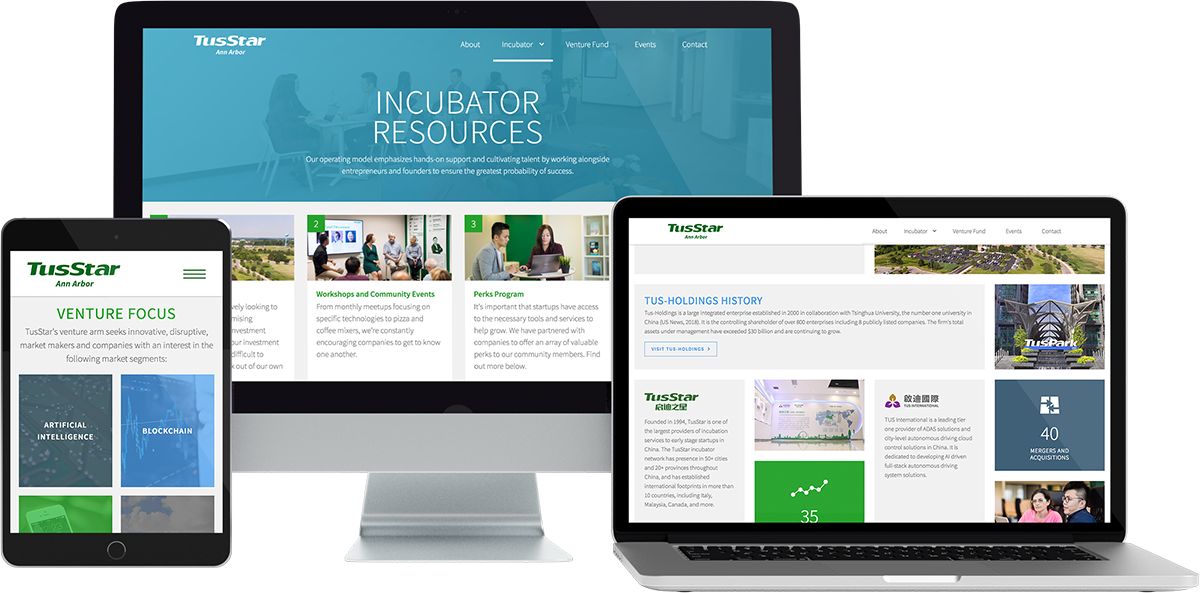 TusStar
Ann Arbor
About
Incubator
Venture Fund
Events
Contact
INCUBATOR
RESOURCES
Our operating model emphasizes hands-on support and cultivating talent by working alongside
entrepreneurs and founders to ensure the greatest probability of success.
2
3
vely looking to
mising
nvestment
our investment
difficult to
k out of our own
Workshops and Community Events
From monthly meetups focusing on
specific technologies to pizza and
coffee mixers, we're constantly
encouraging companies to get to know
one another.
Perks Program
It's important that startups have access
to the necessary tools and services to
help grow. We have partnered with
companies to offer an array of valuable
perks to our community members. Find
out more below.
TusStar
Ann Arbor
VENTURE FOCUS
TusStar's venture arm seeks innovative, disruptive,
market makers and companies with an interest in the
following market segments:
ARTIFICIAL
INTELLIGENCE
BLOCKCHAIN
TusStar
Ann Arbor
About
Incubator
Venture Fund
Events
Contact
TUS-HOLDINGS HISTORY
Tus-Holdings is a large integrated enterprise established in 2000 in collaboration with Tsinghua University, the number one university in
China (US News, 2018). It is the controlling shareholder of over 800 enterprises including 8 publicly listed companies. The firm's total
assets under management have exceeded $30 billion and are continuing to grow.
VISIT TUS-HOLDINGS >
TusPark
TusStar
启迪之星
Founded in 1994, TusStar is one of
the largest providers of incubation
services to early stage startups in
China. The TusStar incubator
network has presence in 50+ cities
and 20+ provinces throughout
China, and has established
international footprints in more than
10 countries, including Italy,
Malaysia, Canada, and more.
35
啟迪國際
TUS INTERNATIONAL
TUS International is a leading tier
one provider of ADAS solutions and
city-level autonomous driving cloud
control solutions in China. It is
dedicated to developing AI driven
full-stack autonomous driving
system solutions.
40
MERGERS AND
ACQUISITIONS